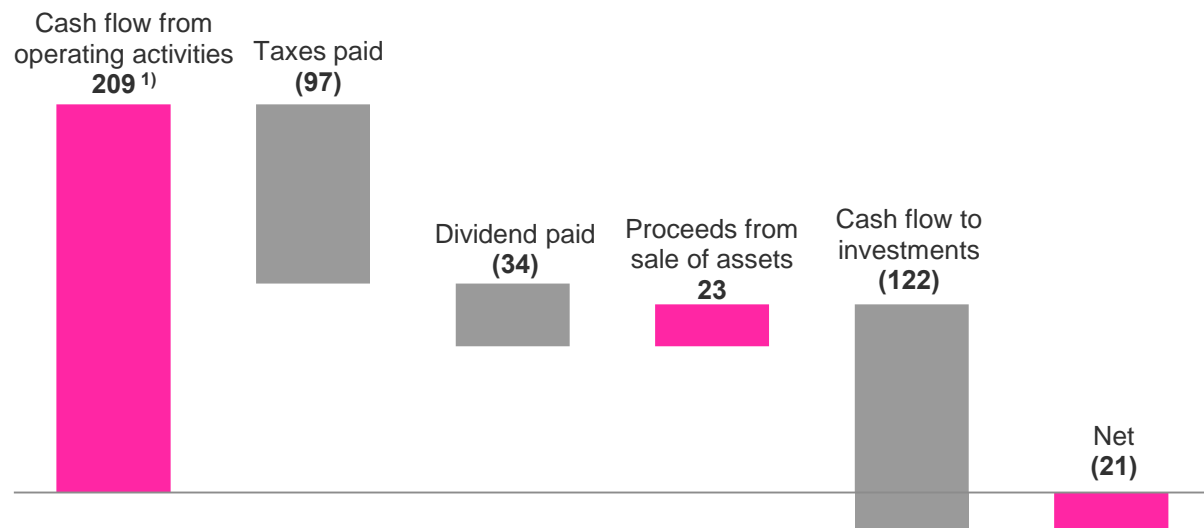 Cash flow from
operating activities
209 1)
Taxes paid
(97)
Dividend paid
(34)
Proceeds from
sale of assets
23
Cash flow to
investments
(122)
Net
(21)